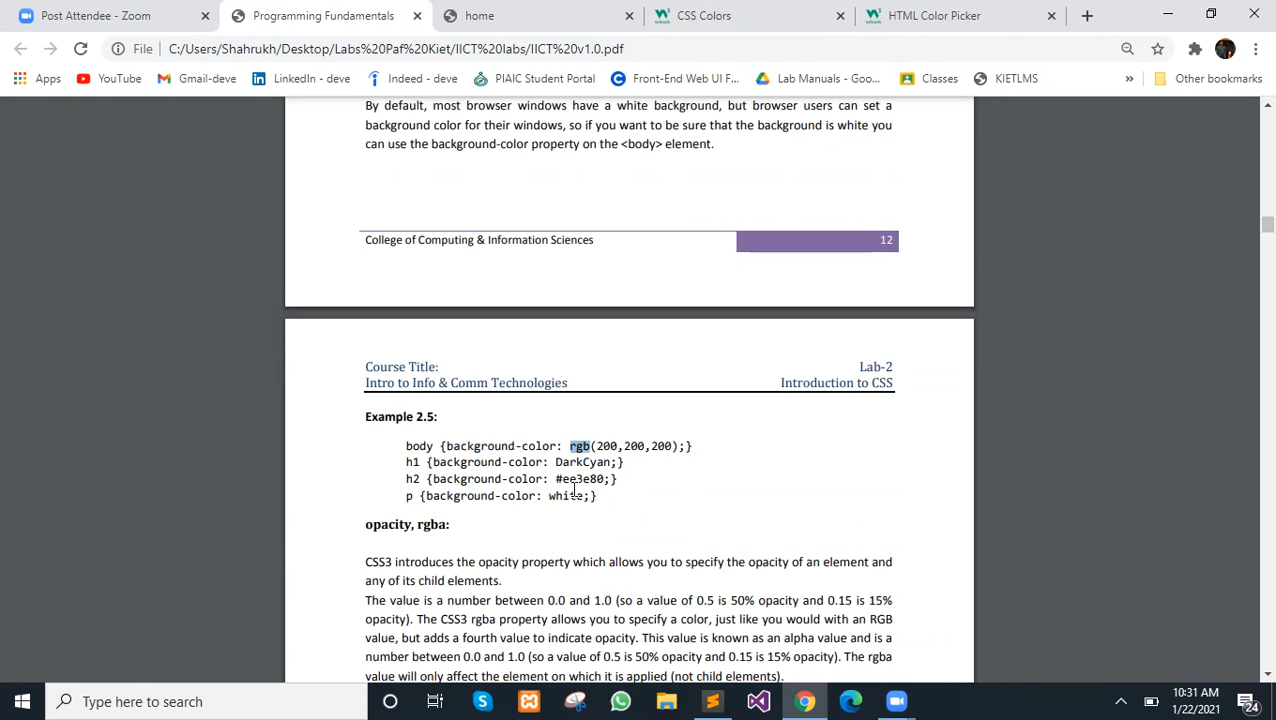 Post Attendee - Zoom
Programming Fundamentals
home
CSS Colors
HTML Color Picker
File
C:/Users/Shahrukh/Desktop/Labs%20Paf%20Kiet/IICT%20labs/IICT%20v1.0.pdf
Apps
YouTube
Gmail-deve
LinkedIn - deve
Indeed - deve
PIAIC Student Portal
Front-End Web UI F...
Lab Manuals - Goo...
Classes
KIETLMS
»
Other bookmarks
By default, most browser windows have a white background, but browser users can set a
background color for their windows, so if you want to be sure that the background is white you
can use the background-color property on the <body> element.
College of Computing & Information Sciences
12
Course Title:
Lab-2
Intro to Info & Comm Technologies
Introduction to CSS
Example 2.5:
body {background-color: rgb(200,200,200);}
h1 {background-color: DarkCyan;}
h2 {background-color: #ee3e80;}
p {background-color: white;}
opacity, rgba:
CSS3 introduces the opacity property which allows you to specify the opacity of an element and
any of its child elements.
The value is a number between 0.0 and 1.0 (so a value of 0.5 is 50% opacity and 0.15 is 15%
opacity). The CSS3 rgba property allows you to specify a color, just like you would with an RGB
value, but adds a fourth value to indicate opacity. This value is known as an alpha value and is a
number between 0.0 and 1.0 (so a value of 0.5 is 50% opacity and 0.15 is 15% opacity). The rgba
value will only affect the element on which it is applied (not child elements).
Type here to search
10:31 AM
1/22/2021
24